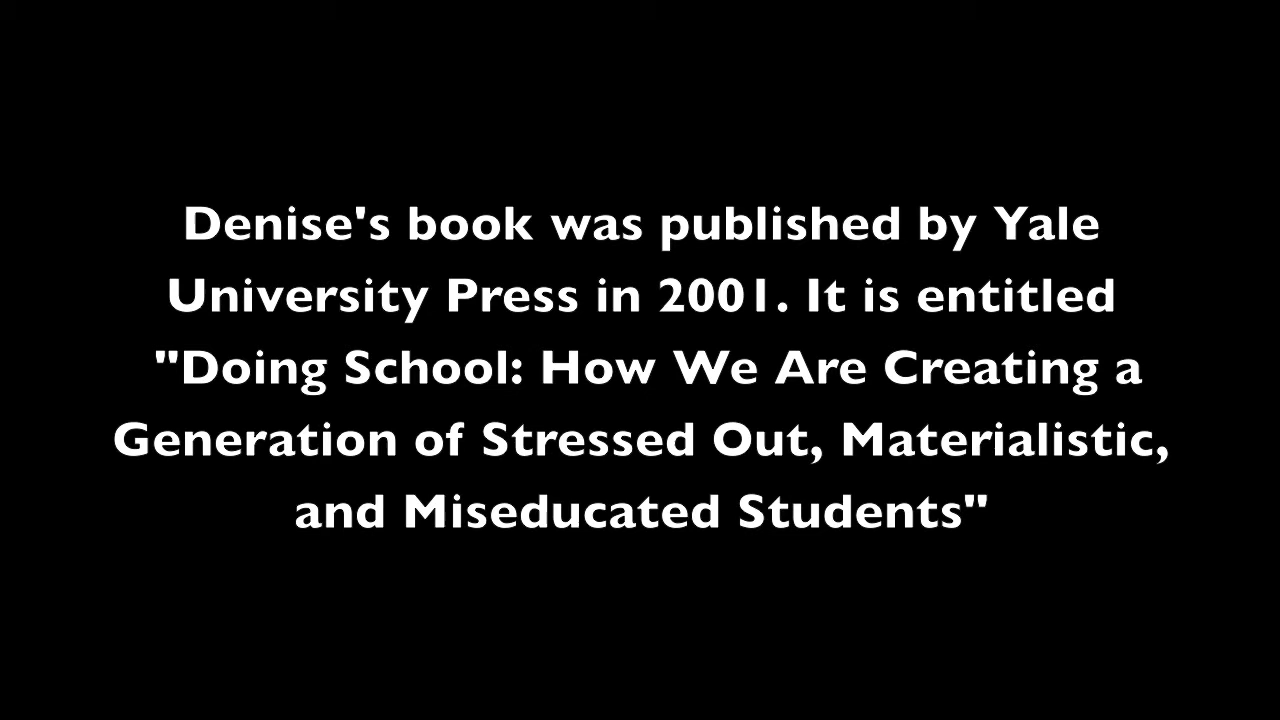 Denise's book was published by Yale
University Press in 2001. It is entitled
"Doing School: How We Are Creating a
Generation of Stressed Out, Materialistic,
and Miseducated Students"